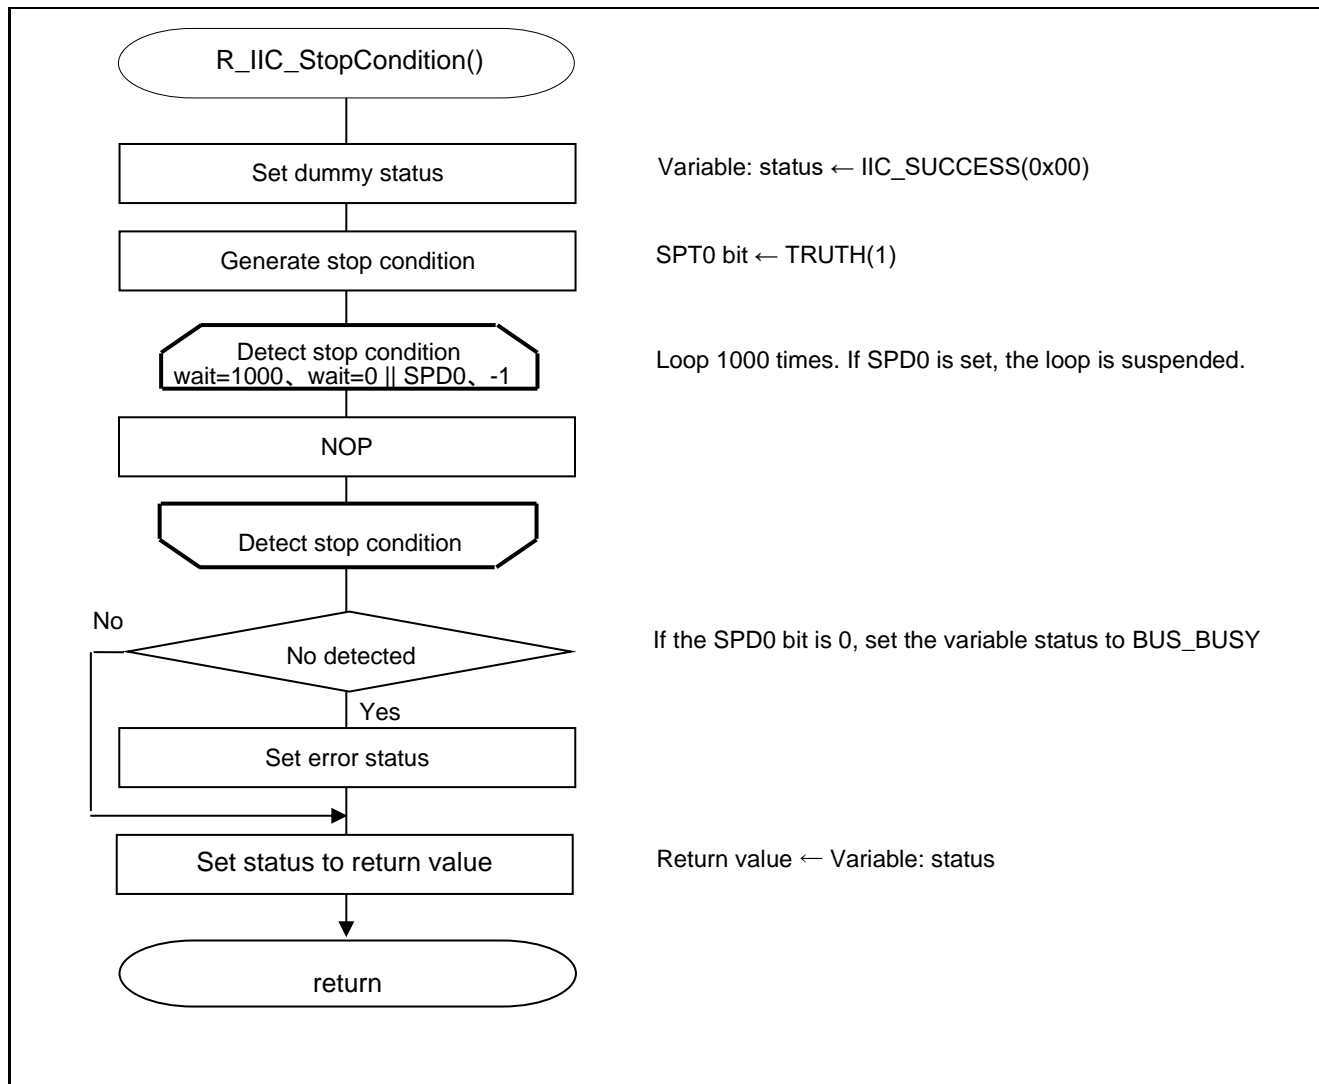 R_IIC_StopCondition()
Set dummy status
Variable: status ← IIC_SUCCESS(0x00)
Generate stop condition
SPT0 bit ← TRUTH(1)
Detect stop condition
wait=1000、wait=0 || SPD0、-1
Loop 1000 times. If SPD0 is set, the loop is suspended.
NOP
Detect stop condition
No
No detected
If the SPD0 bit is 0, set the variable status to BUS_BUSY
Yes
Set error status
Set status to return value
Return value ← Variable: status
return